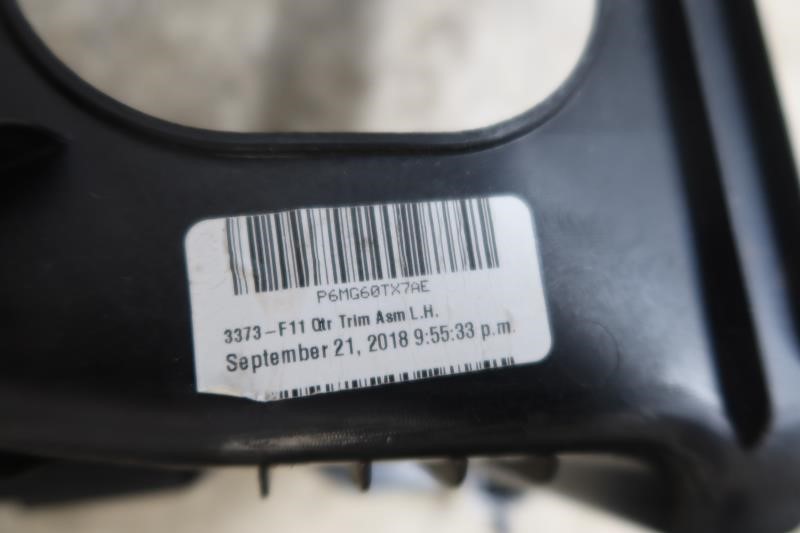 P6MG60TX7AE
3373-F11 Qtr Trim Asm L.H.
September 21, 2018 9:55:33 p.m.